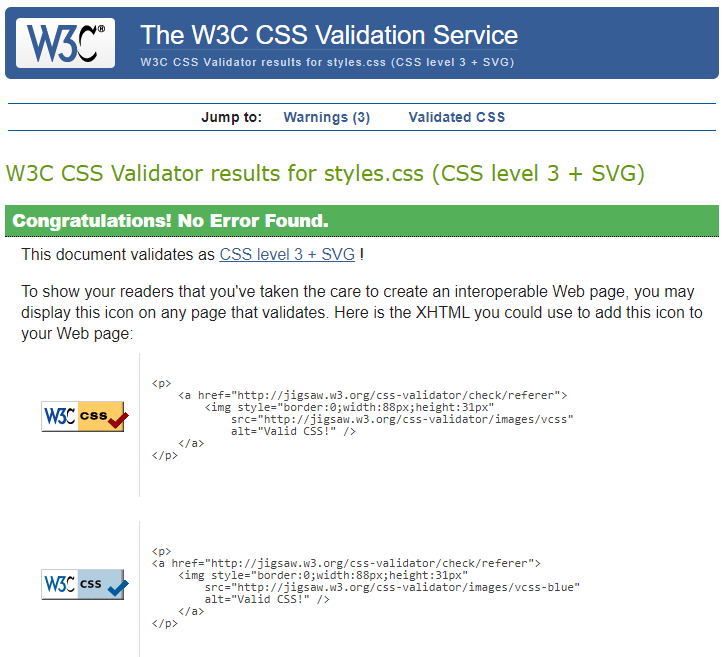 W3C®
The W3C CSS Validation Service
W3C CSS Validator results for styles.css (CSS level 3 + SVG)
Jump to: Warnings (3) Validated CSS
W3C CSS Validator results for styles.css (CSS level 3 + SVG)
Congratulations! No Error Found.
This document validates as CSS level 3 + SVG !
To show your readers that you've taken the care to create an interoperable Web page, you may
display this icon on any page that validates. Here is the XHTML you could use to add this icon to
your Web page:
W3C css
<p>
<a href="http://jigsaw.w3.org/css-validator/check/referer">
<img style="border:0;width:88px;height:31px"
src="http://jigsaw.w3.org/css-validator/images/vcss"
alt="Valid CSS!" />
</a>
</p>
W3C css
<p>
<a href="http://jigsaw.w3.org/css-validator/check/referer">
<img style="border:0;width:88px;height:31px"
src="http://jigsaw.w3.org/css-validator/images/vcss-blue"
alt="Valid CSS!" />
</a>
</p>